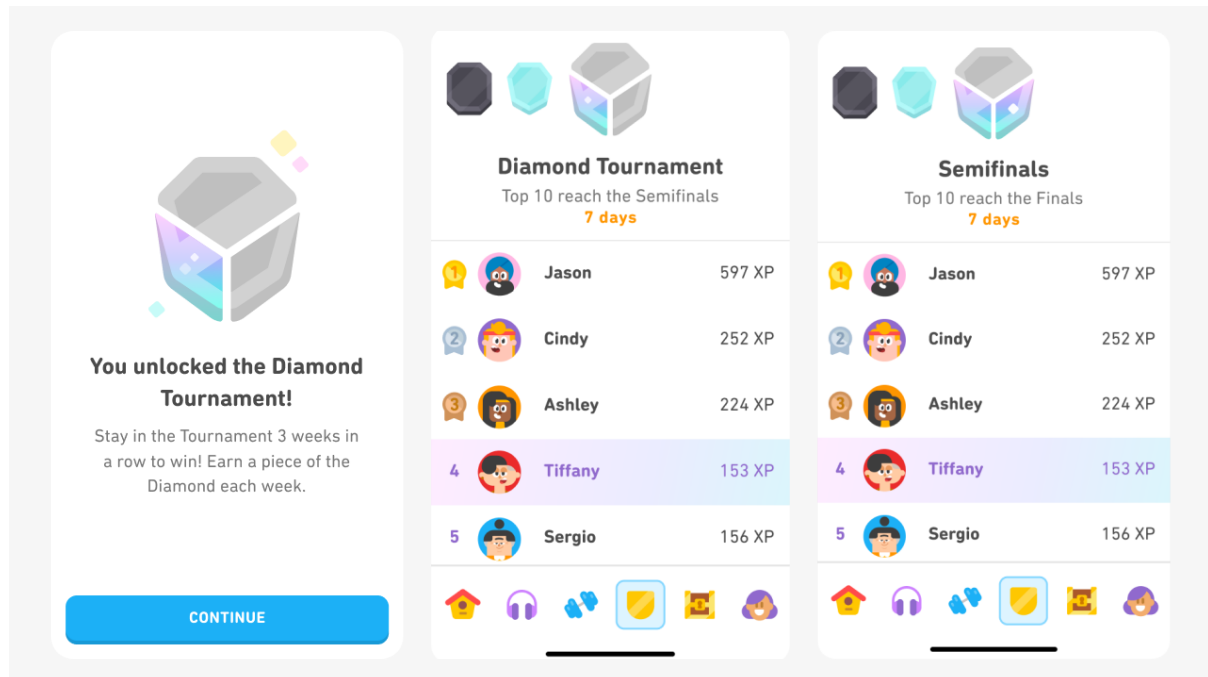 You unlocked the Diamond
Tournament!
Stay in the Tournament 3 weeks in
a row to win! Earn a piece of the
Diamond each week.
CONTINUE
Diamond Tournament
Top 10 reach the Semifinals
7 days
1 Jason 597 XP
2 Cindy 252 XP
3 Ashley 224 XP
4 Tiffany 153 XP
5 Sergio 156 XP
Semifinals
Top 10 reach the Finals
7 days
1 Jason 597 XP
2 Cindy 252 XP
3 Ashley 224 XP
4 Tiffany 153 XP
5 Sergio 156 XP